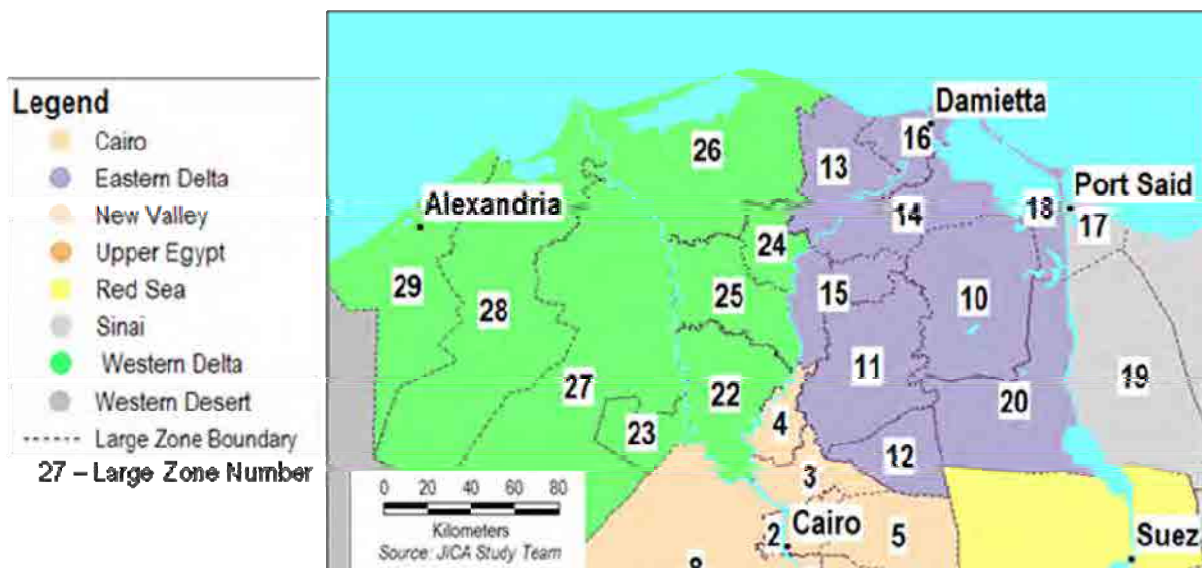 Legend
Cairo
Eastern Delta
New Valley
Upper Egypt
Red Sea
Sinai
Western Delta
Western Desert
Large Zone Boundary
27 – Large Zone Number
Damietta
16
26
13
Port Said
Alexandria
18
14
17
24
29
28
25
15
10
27
22
11
20
19
23
4
12
3
0 20 40 60 80
Kilometers
Source: JICA Study Team
2
Cairo
5
Suez
8